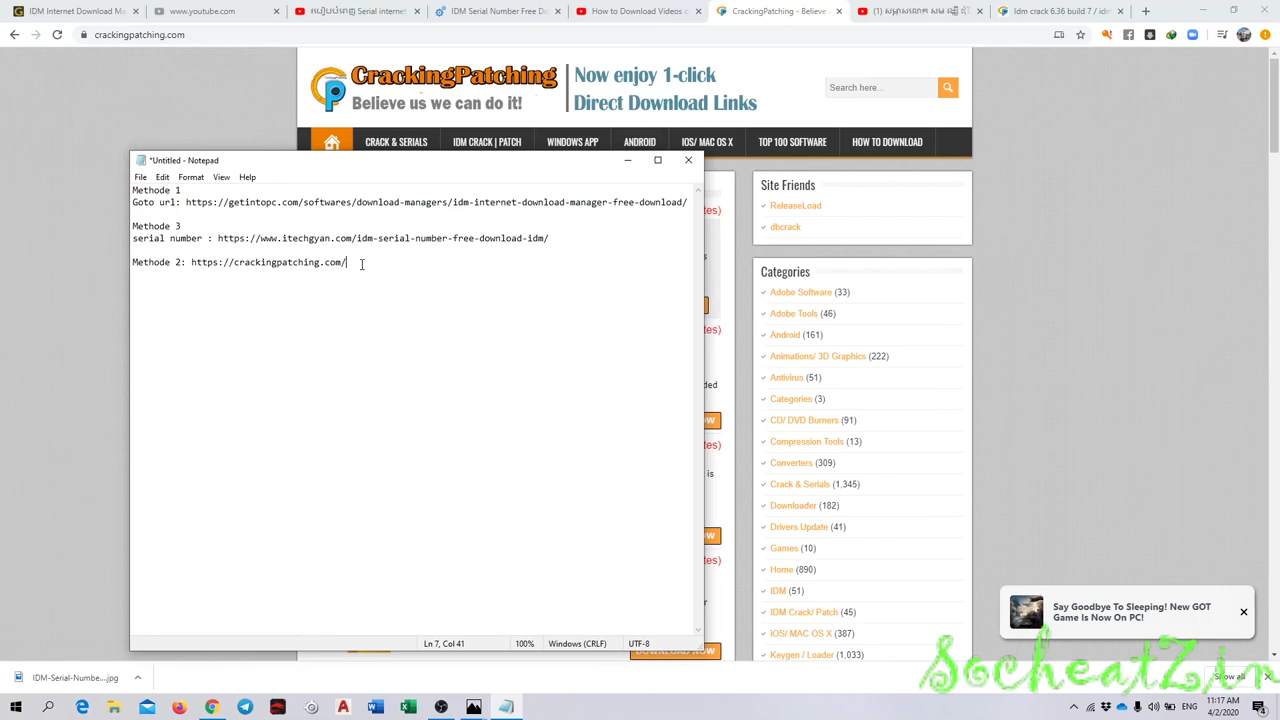 IDM Internet Download Manager
www.youtube.com
Serial internet
IDM Serial Number Free Do
How to Download Videos
CrackingPatching - Believe
Idm crack 6.36 build 7 / idm
crackingpatching.com
CrackingPatching
Believe us we can do it!
Now enjoy 1-click
Direct Download Links
Search here...
CRACK & SERIALS
IDM CRACK | PATCH
WINDOWS APP
ANDROID
IOS/ MAC OS X
TOP 100 SOFTWARE
HOW TO DOWNLOAD
*Untitled - Notepad
File Edit Format View Help
Methode 1
Goto url: https://getintopc.com/softwares/download-managers/idm-internet-download-manager-free-download/
Methode 3
serial number : https://www.itechgyan.com/idm-serial-number-free-download-idm/
Methode 2: https://crackingpatching.com/
Ln 7, Col 41
100%
Windows (CRLF)
UTF-8
DOWNLOAD NOW
Site Friends
ReleaseLoad
dbcrack
Categories
Adobe Software (33)
Adobe Tools (46)
Android (161)
Animations/ 3D Graphics (222)
Antivirus (51)
Categories (3)
CD/ DVD Burners (91)
Compression Tools (13)
Converters (309)
Crack & Serials (1,345)
Downloader (182)
Drivers Update (41)
Games (10)
Home (890)
IDM (51)
IDM Crack/ Patch (45)
iOS/ MAC OS X (387)
Keygen / Loader (1,033)
Say Goodbye To Sleeping! New GOT
Game Is Now On PC!
SocheatZin
IDM-Serial-Numbe....jpg
Show all
ENG
11:17 AM
4/2/2020